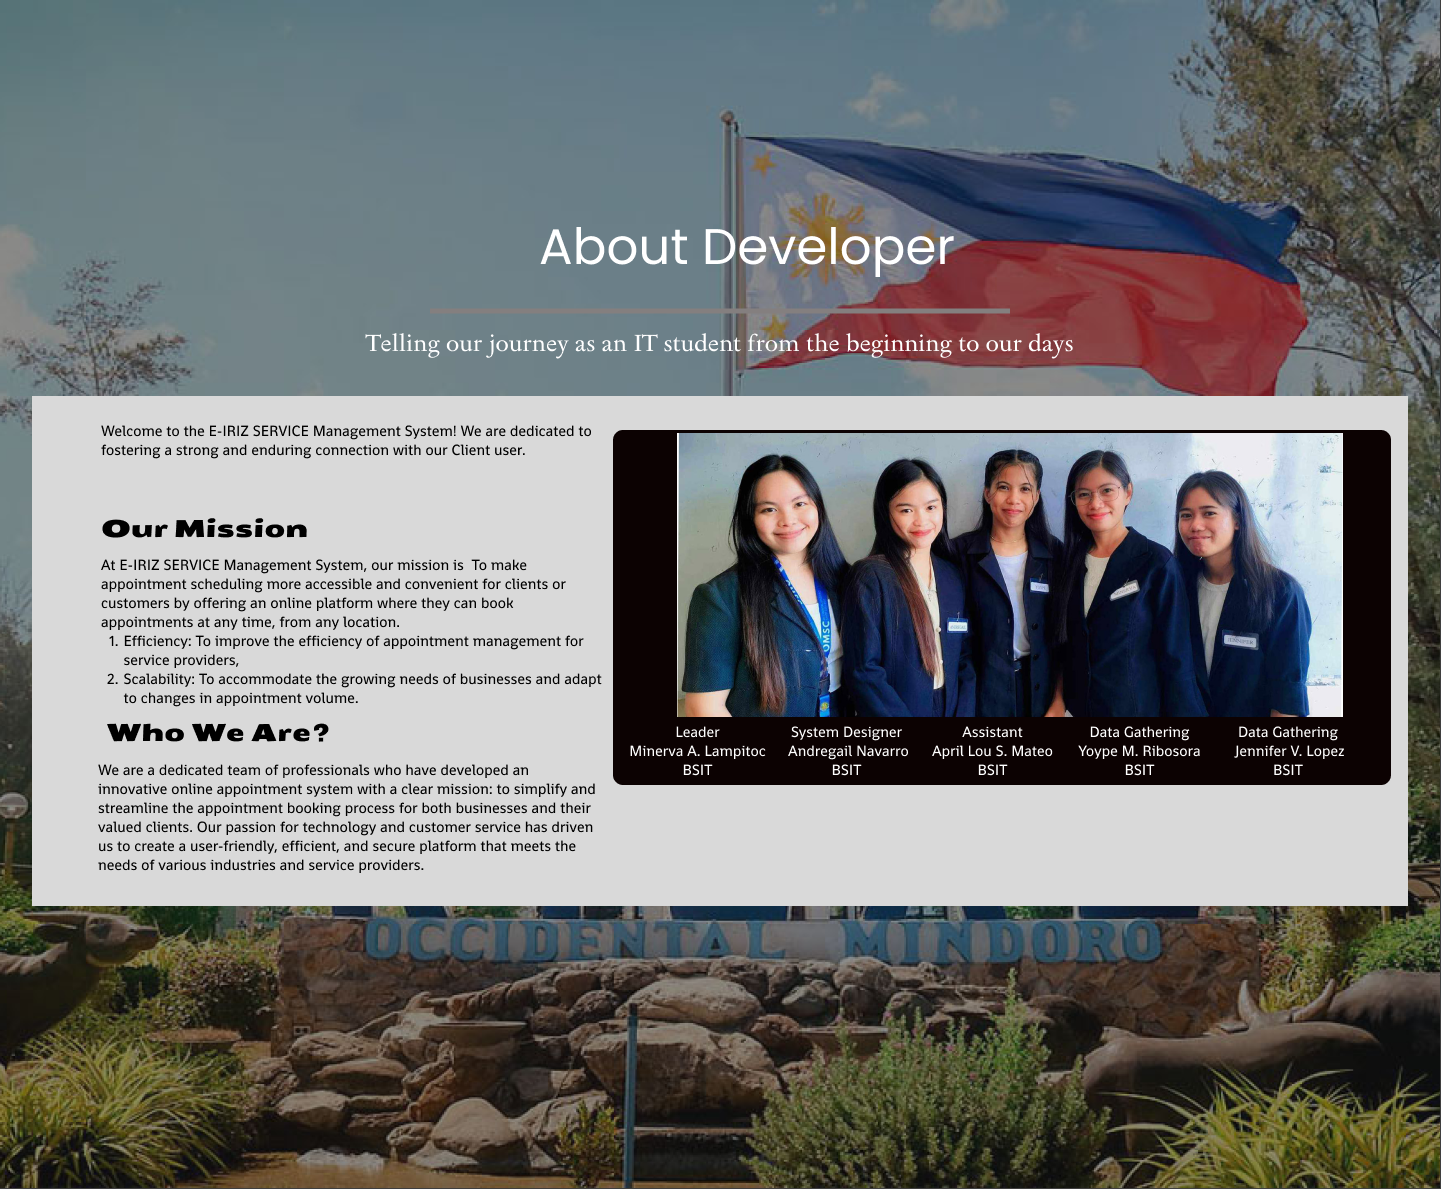 About Developer
Telling our journey as an IT student from the beginning to our days
Welcome to the E-IRIZ SERVICE Management System! We are dedicated to
fostering a strong and enduring connection with our Client user.
Our Mission
At E-IRIZ SERVICE Management System, our mission is  To make
appointment scheduling more accessible and convenient for clients or
customers by offering an online platform where they can book
appointments at any time, from any location.
1. Efficiency: To improve the efficiency of appointment management for
service providers,
2. Scalability: To accommodate the growing needs of businesses and adapt
to changes in appointment volume.
Who We Are?
We are a dedicated team of professionals who have developed an
innovative online appointment system with a clear mission: to simplify and
streamline the appointment booking process for both businesses and their
valued clients. Our passion for technology and customer service has driven
us to create a user-friendly, efficient, and secure platform that meets the
needs of various industries and service providers.
OMSC
JENNIFER
Leader
Minerva A. Lampitoc
BSIT
System Designer
Andregail Navarro
BSIT
Assistant
April Lou S. Mateo
BSIT
Data Gathering
Yoype M. Ribosora
BSIT
Data Gathering
Jennifer V. Lopez
BSIT
OCCIDENTAL MINDORO